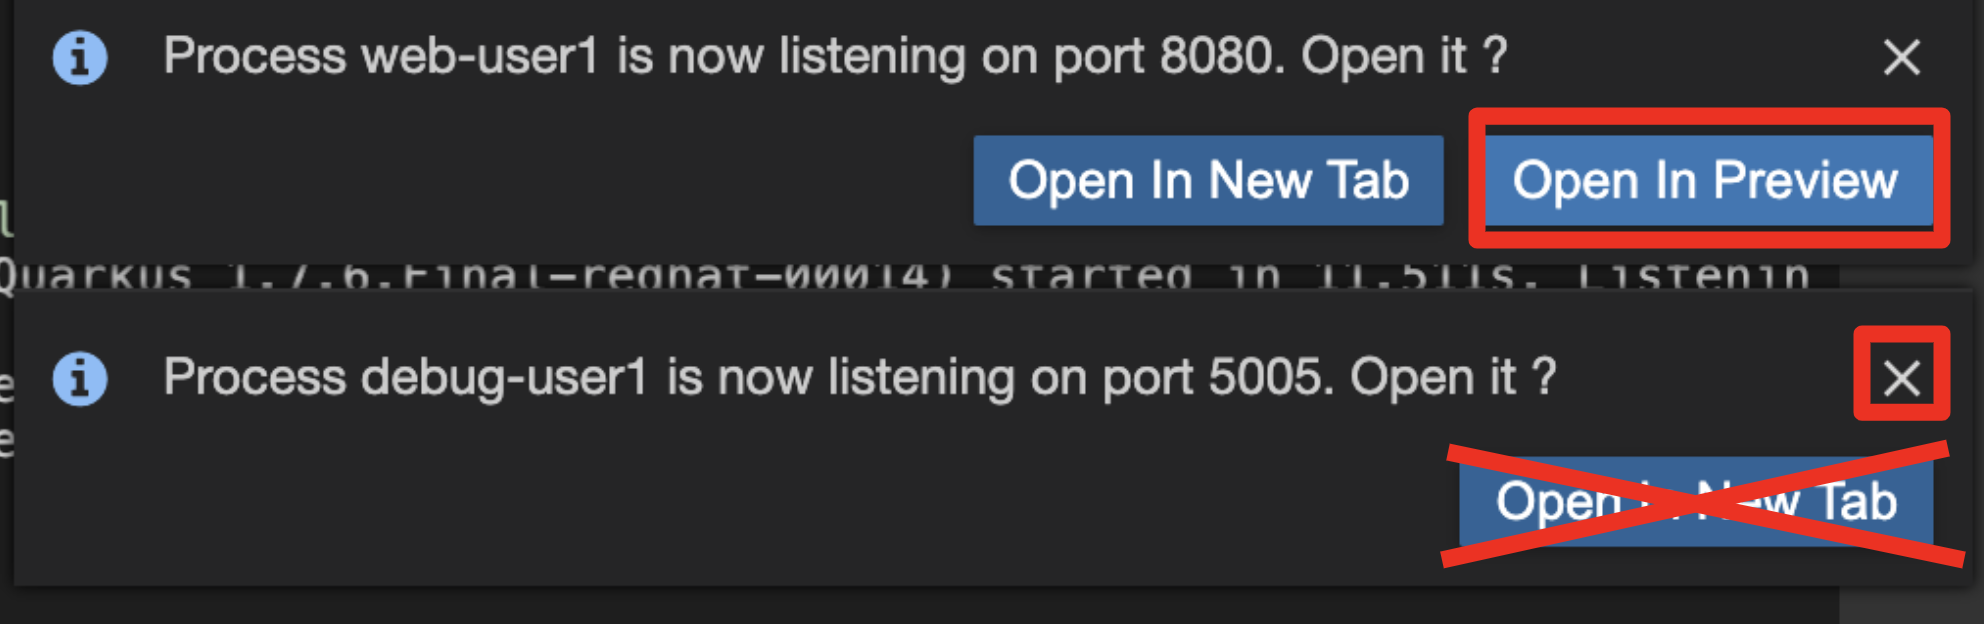 Process web-user1 is now listening on port 8080. Open it ?
Open In New Tab
Open In Preview
l
Quarkus 1.7.6.Final-redhat-00014) started in 11.511s. Listenin
Process debug-user1 is now listening on port 5005. Open it ?
e
e
Open In New Tab